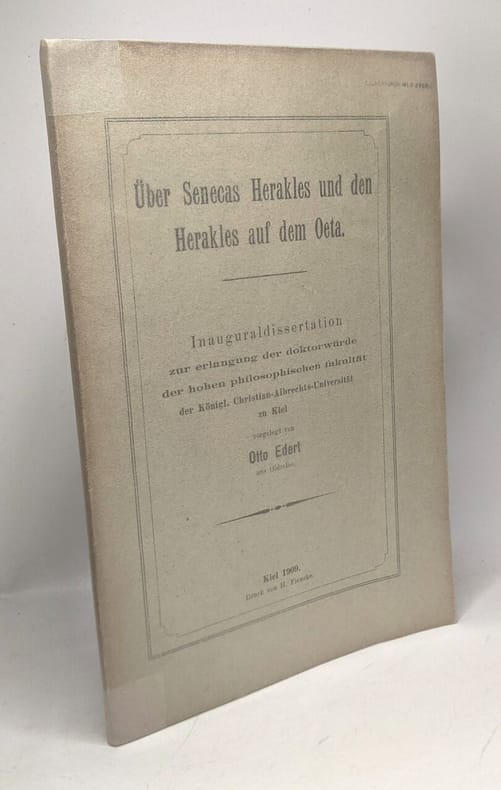 Über Senecas Herakles und den
Herakles auf dem Oeta.
Inauguraldissertation
zur erlangung der doktorwürde
der hohen philosophischen fakultät
der Königl. Christian-Albrechts-Universität
zu Kiel
vorgelegt von
Otto Edert
aus
Kiel 1909.
Druck von H. Fiencke.